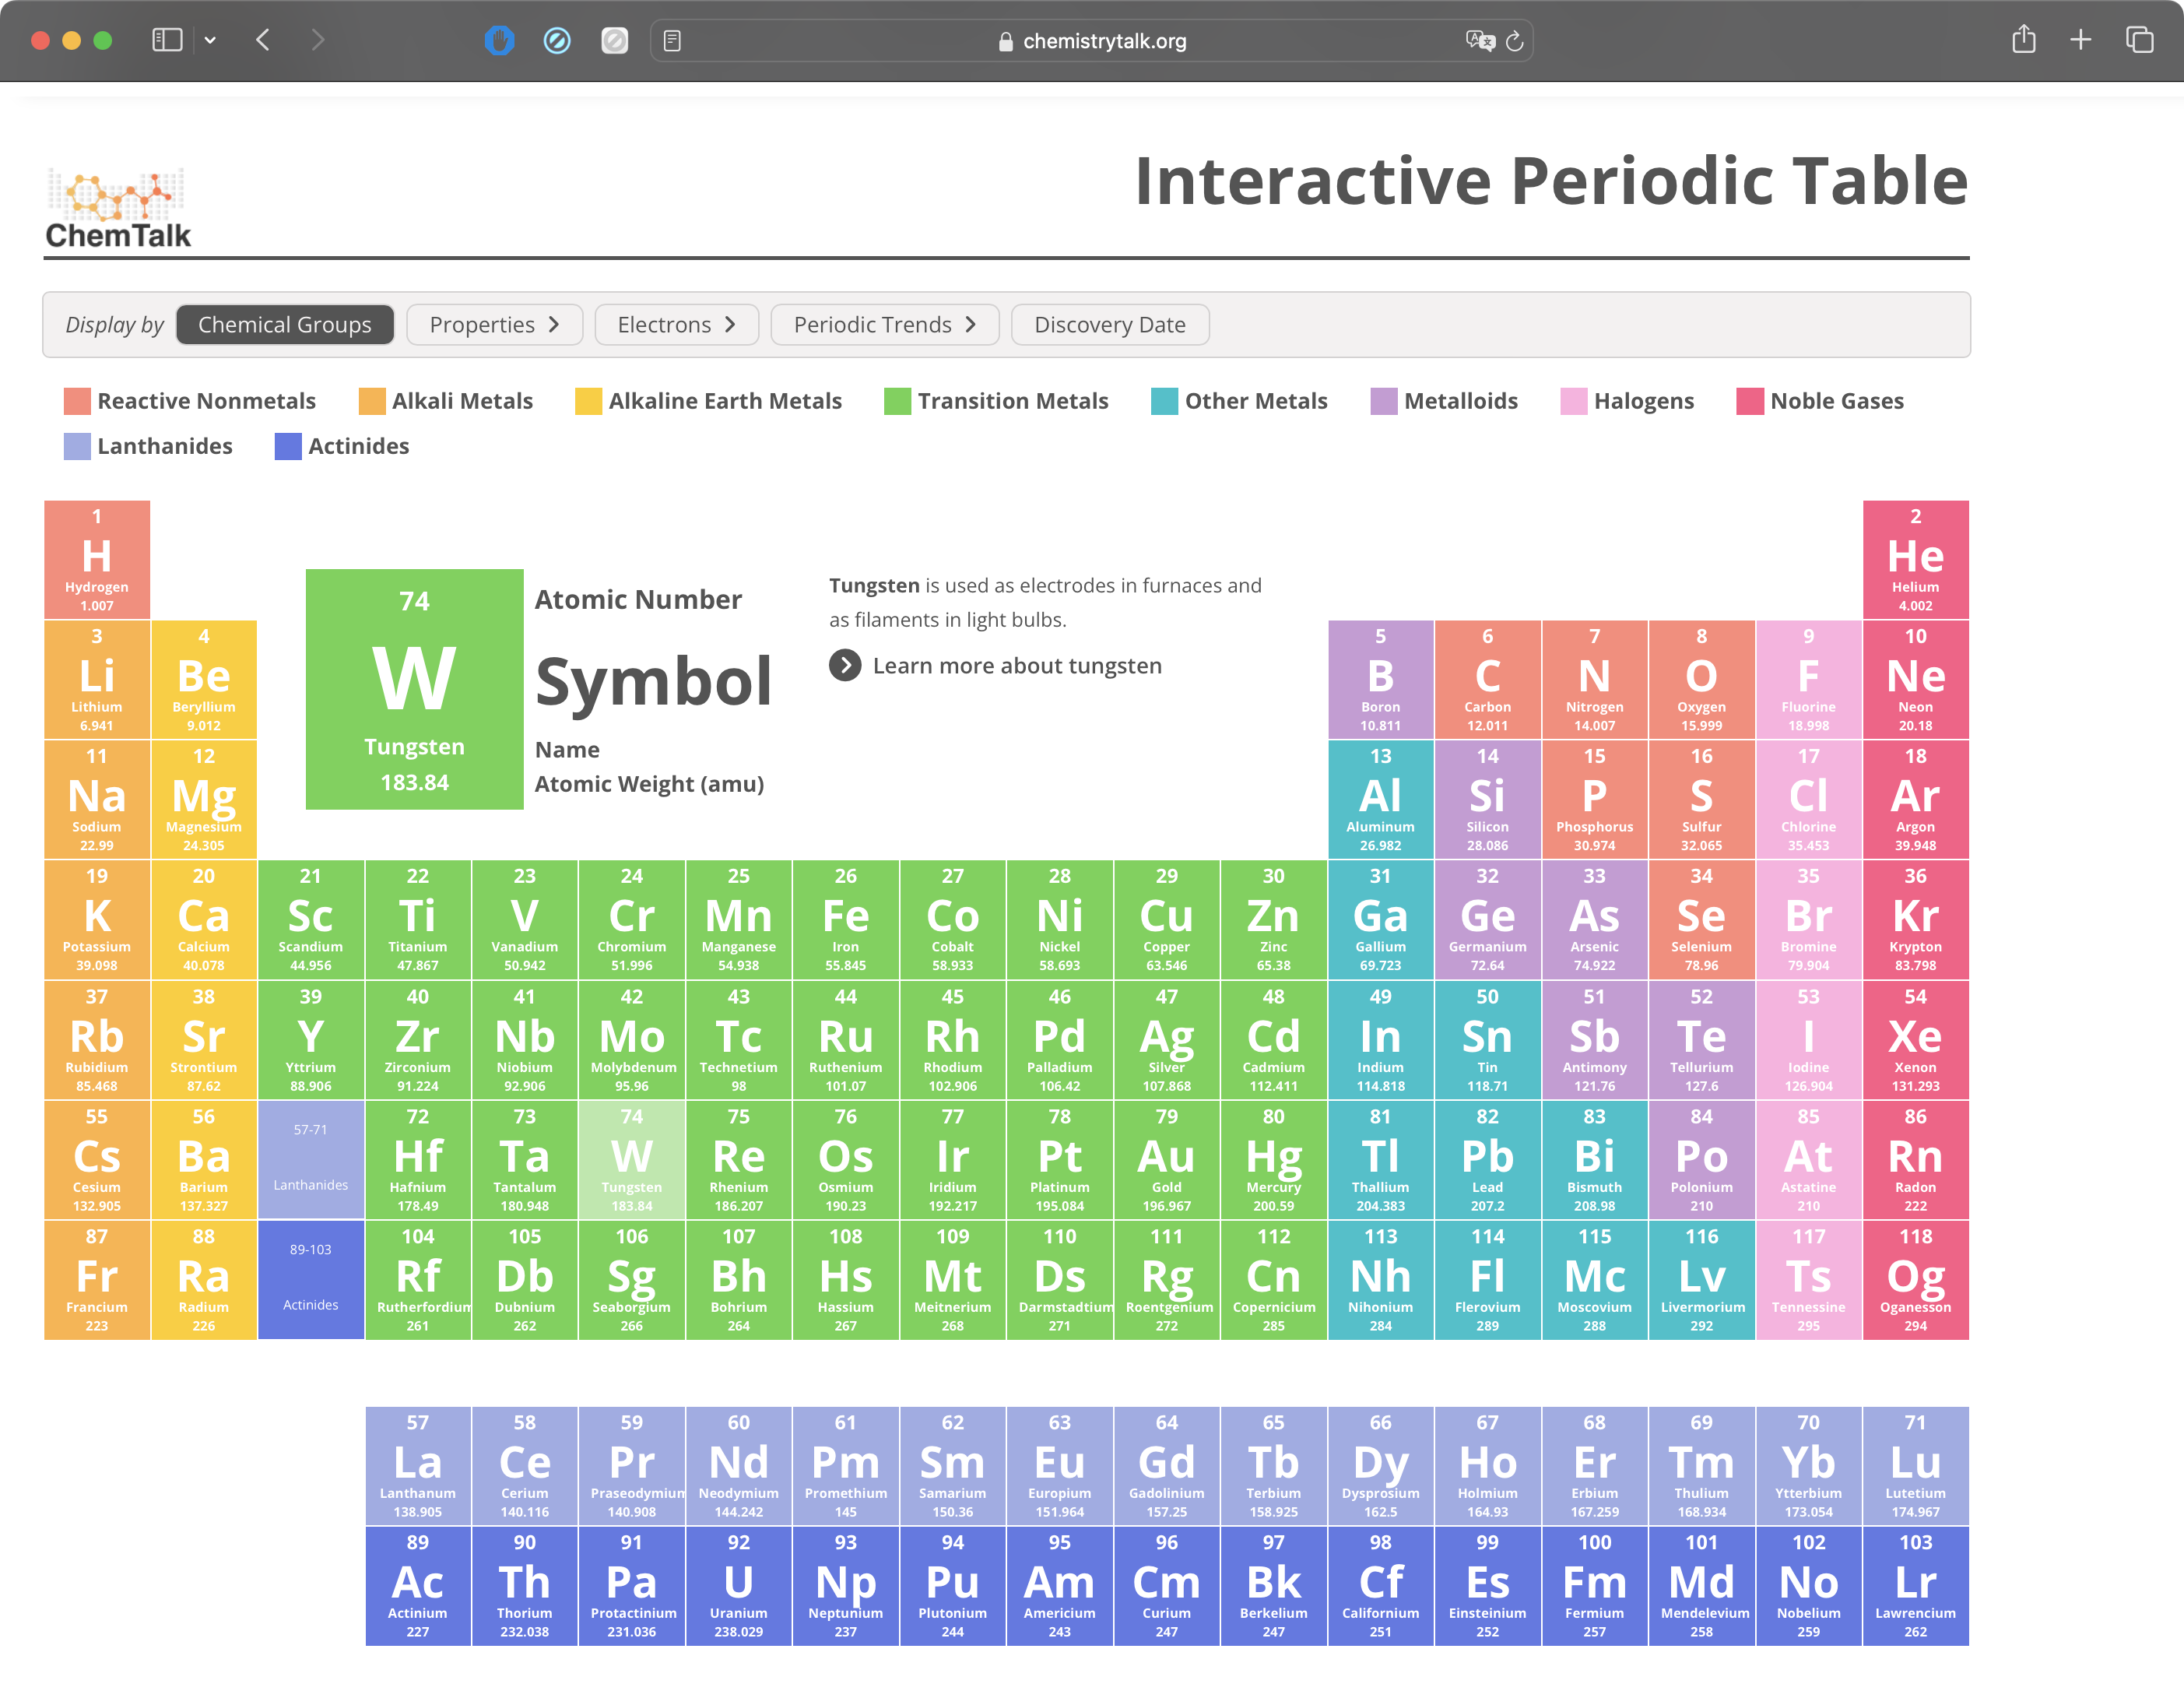 chemistrytalk.org
ChemTalk
Interactive Periodic Table
Display by Chemical Groups Properties Electrons Periodic Trends Discovery Date
Reactive Nonmetals Alkali Metals Alkaline Earth Metals Transition Metals Other Metals Metalloids Halogens Noble Gases
Lanthanides Actinides
1 2
H He
Hydrogen Helium
1.007 4.002
74 Atomic Number
W Symbol
Tungsten Name
183.84 Atomic Weight (amu)
Tungsten is used as electrodes in furnaces and
as filaments in light bulbs.
Learn more about tungsten
3 4 5 6 7 8 9 10
Li Be B C N O F Ne
Lithium Beryllium Boron Carbon Nitrogen Oxygen Fluorine Neon
6.941 9.012 10.811 12.011 14.007 15.999 18.998 20.18
11 12 13 14 15 16 17 18
Na Mg Al Si P S Cl Ar
Sodium Magnesium Aluminum Silicon Phosphorus Sulfur Chlorine Argon
22.99 24.305 26.982 28.086 30.974 32.065 35.453 39.948
19 20 21 22 23 24 25 26 27 28 29 30 31 32 33 34 35 36
K Ca Sc Ti V Cr Mn Fe Co Ni Cu Zn Ga Ge As Se Br Kr
Potassium Calcium Scandium Titanium Vanadium Chromium Manganese Iron Cobalt Nickel Copper Zinc Gallium Germanium Arsenic Selenium Bromine Krypton
39.098 40.078 44.956 47.867 50.942 51.996 54.938 55.845 58.933 58.693 63.546 65.38 69.723 72.64 74.922 78.96 79.904 83.798
37 38 39 40 41 42 43 44 45 46 47 48 49 50 51 52 53 54
Rb Sr Y Zr Nb Mo Tc Ru Rh Pd Ag Cd In Sn Sb Te I Xe
Rubidium Strontium Yttrium Zirconium Niobium Molybdenum Technetium Ruthenium Rhodium Palladium Silver Cadmium Indium Tin Antimony Tellurium Iodine Xenon
85.468 87.62 88.906 91.224 92.906 95.96 98 101.07 102.906 106.42 107.868 112.411 114.818 118.71 121.76 127.6 126.904 131.293
55 56 57-71 72 73 74 75 76 77 78 79 80 81 82 83 84 85 86
Cs Ba Hf Ta W Re Os Ir Pt Au Hg Tl Pb Bi Po At Rn
Cesium Barium Lanthanides Hafnium Tantalum Tungsten Rhenium Osmium Iridium Platinum Gold Mercury Thallium Lead Bismuth Polonium Astatine Radon
132.905 137.327 178.49 180.948 183.84 186.207 190.23 192.217 195.084 196.967 200.59 204.383 207.2 208.98 210 210 222
87 88 89-103 104 105 106 107 108 109 110 111 112 113 114 115 116 117 118
Fr Ra Rf Db Sg Bh Hs Mt Ds Rg Cn Nh Fl Mc Lv Ts Og
Francium Radium Actinides Rutherfordium Dubnium Seaborgium Bohrium Hassium Meitnerium Darmstadtium Roentgenium Copernicium Nihonium Flerovium Moscovium Livermorium Tennessine Oganesson
223 226 261 262 266 264 267 268 271 272 285 284 289 288 292 295 294
57 58 59 60 61 62 63 64 65 66 67 68 69 70 71
La Ce Pr Nd Pm Sm Eu Gd Tb Dy Ho Er Tm Yb Lu
Lanthanum Cerium Praseodymium Neodymium Promethium Samarium Europium Gadolinium Terbium Dysprosium Holmium Erbium Thulium Ytterbium Lutetium
138.905 140.116 140.908 144.242 145 150.36 151.964 157.25 158.925 162.5 164.93 167.259 168.934 173.054 174.967
89 90 91 92 93 94 95 96 97 98 99 100 101 102 103
Ac Th Pa U Np Pu Am Cm Bk Cf Es Fm Md No Lr
Actinium Thorium Protactinium Uranium Neptunium Plutonium Americium Curium Berkelium Californium Einsteinium Fermium Mendelevium Nobelium Lawrencium
227 232.038 231.036 238.029 237 244 243 247 247 251 252 257 258 259 262